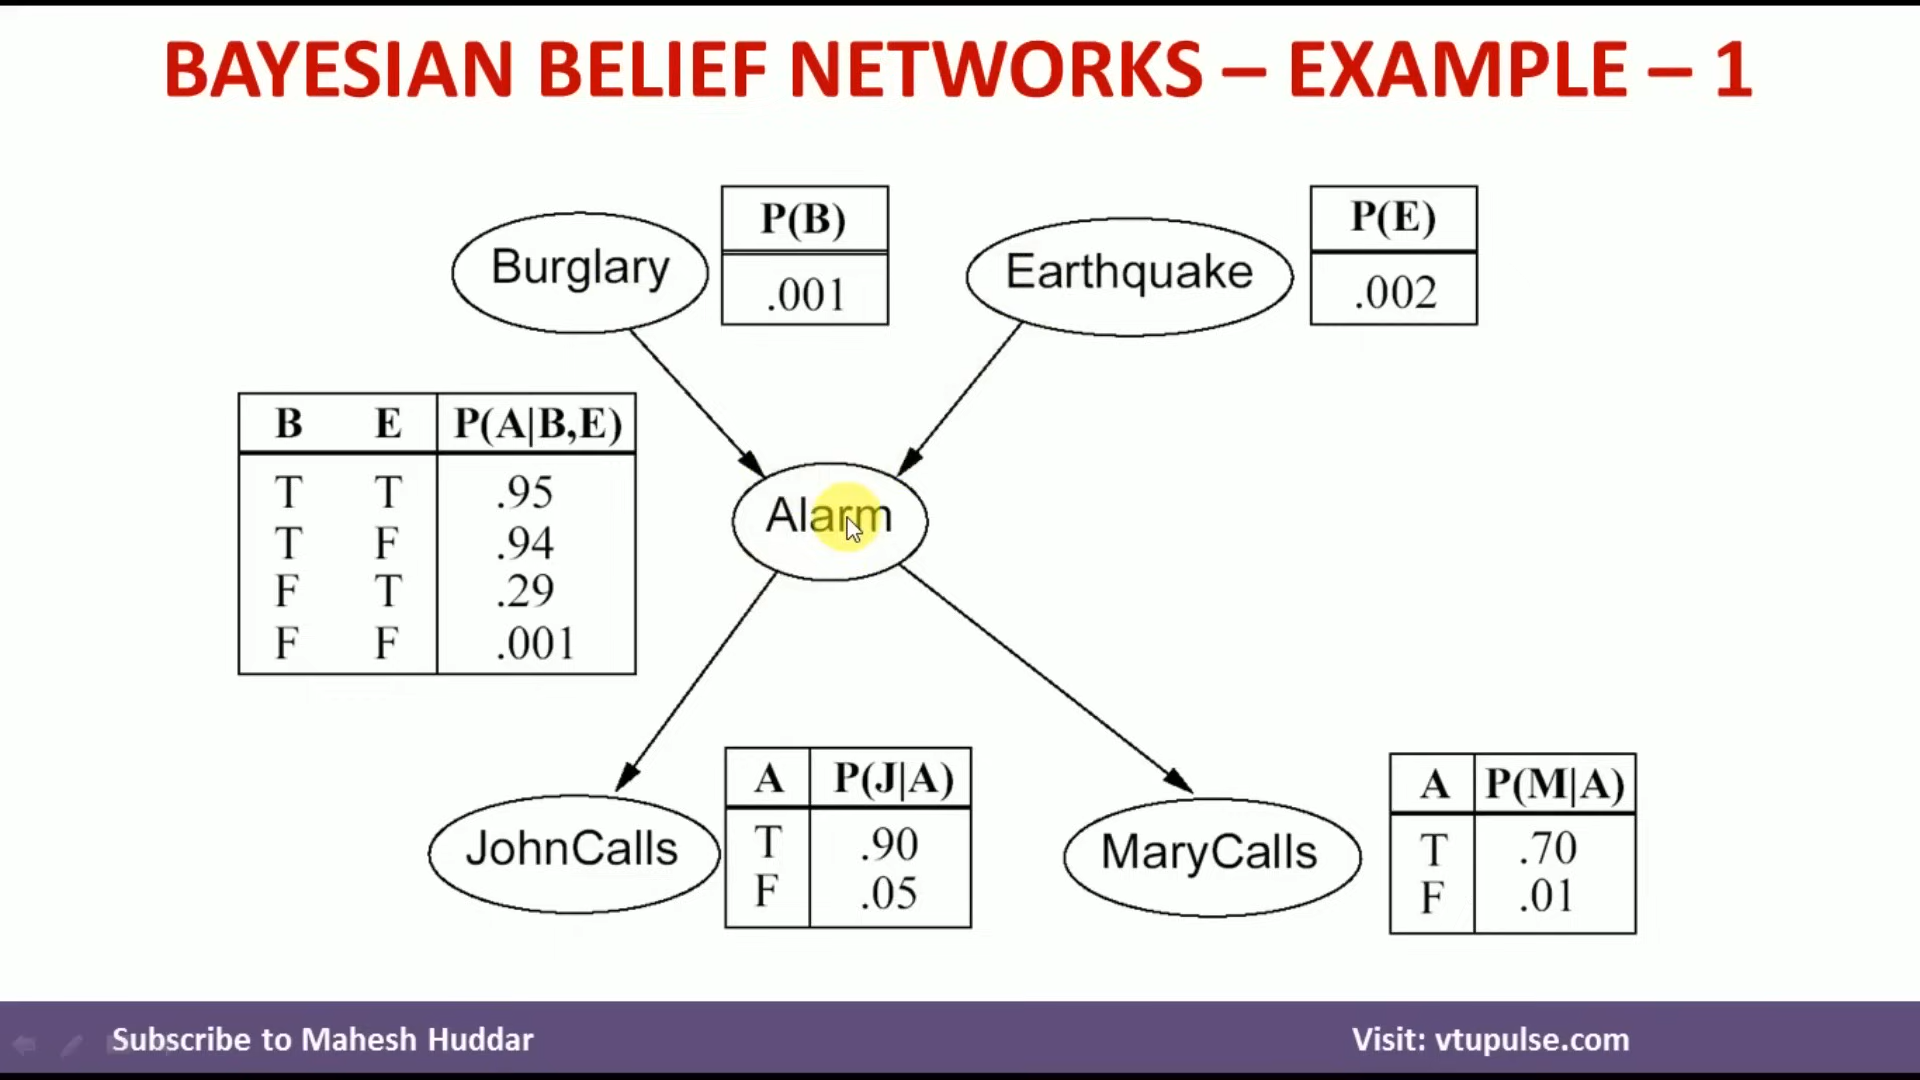 BAYESIAN BELIEF NETWORKS – EXAMPLE – 1
Burglary
P(B)
.001
Earthquake
P(E)
.002
B E P(A|B,E)
T T .95
T F .94
F T .29
F F .001
Alarm
JohnCalls
A P(J|A)
T .90
F .05
MaryCalls
A P(M|A)
T .70
F .01
Subscribe to Mahesh Huddar
Visit: vtupulse.com